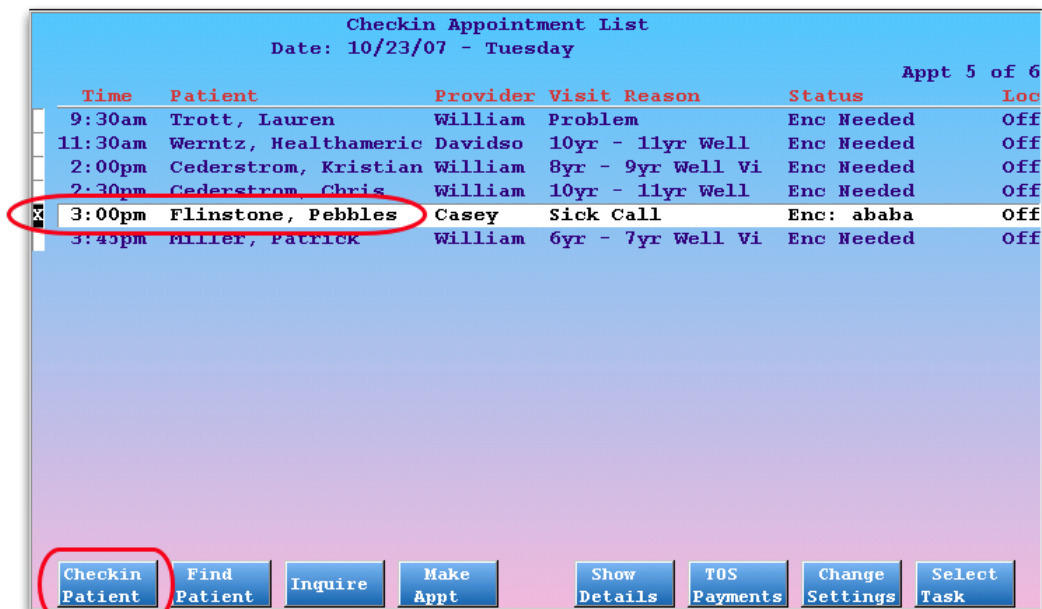 Checkin Appointment List
Date: 10/23/07 - Tuesday
Appt 5 of 6
Time Patient Provider Visit Reason Status Loc
9:30am Trott, Lauren William Problem Enc Needed Off
11:30am Werntz, Healthameric Davidso 10yr - 11yr Well Enc Needed Off
2:00pm Cederstrom, Kristian William 8yr - 9yr Well Vi Enc Needed Off
2:30pm Cederstrom, Chris William 10yr - 11yr Well Enc Needed Off
X 3:00pm Flinstone, Pebbles Casey Sick Call Enc: ababa Off
3:45pm Miller, Patrick William 6yr - 7yr Well Vi Enc Needed Off
Checkin Patient
Find Patient
Inquire
Make Appt
Show Details
TOS Payments
Change Settings
Select Task